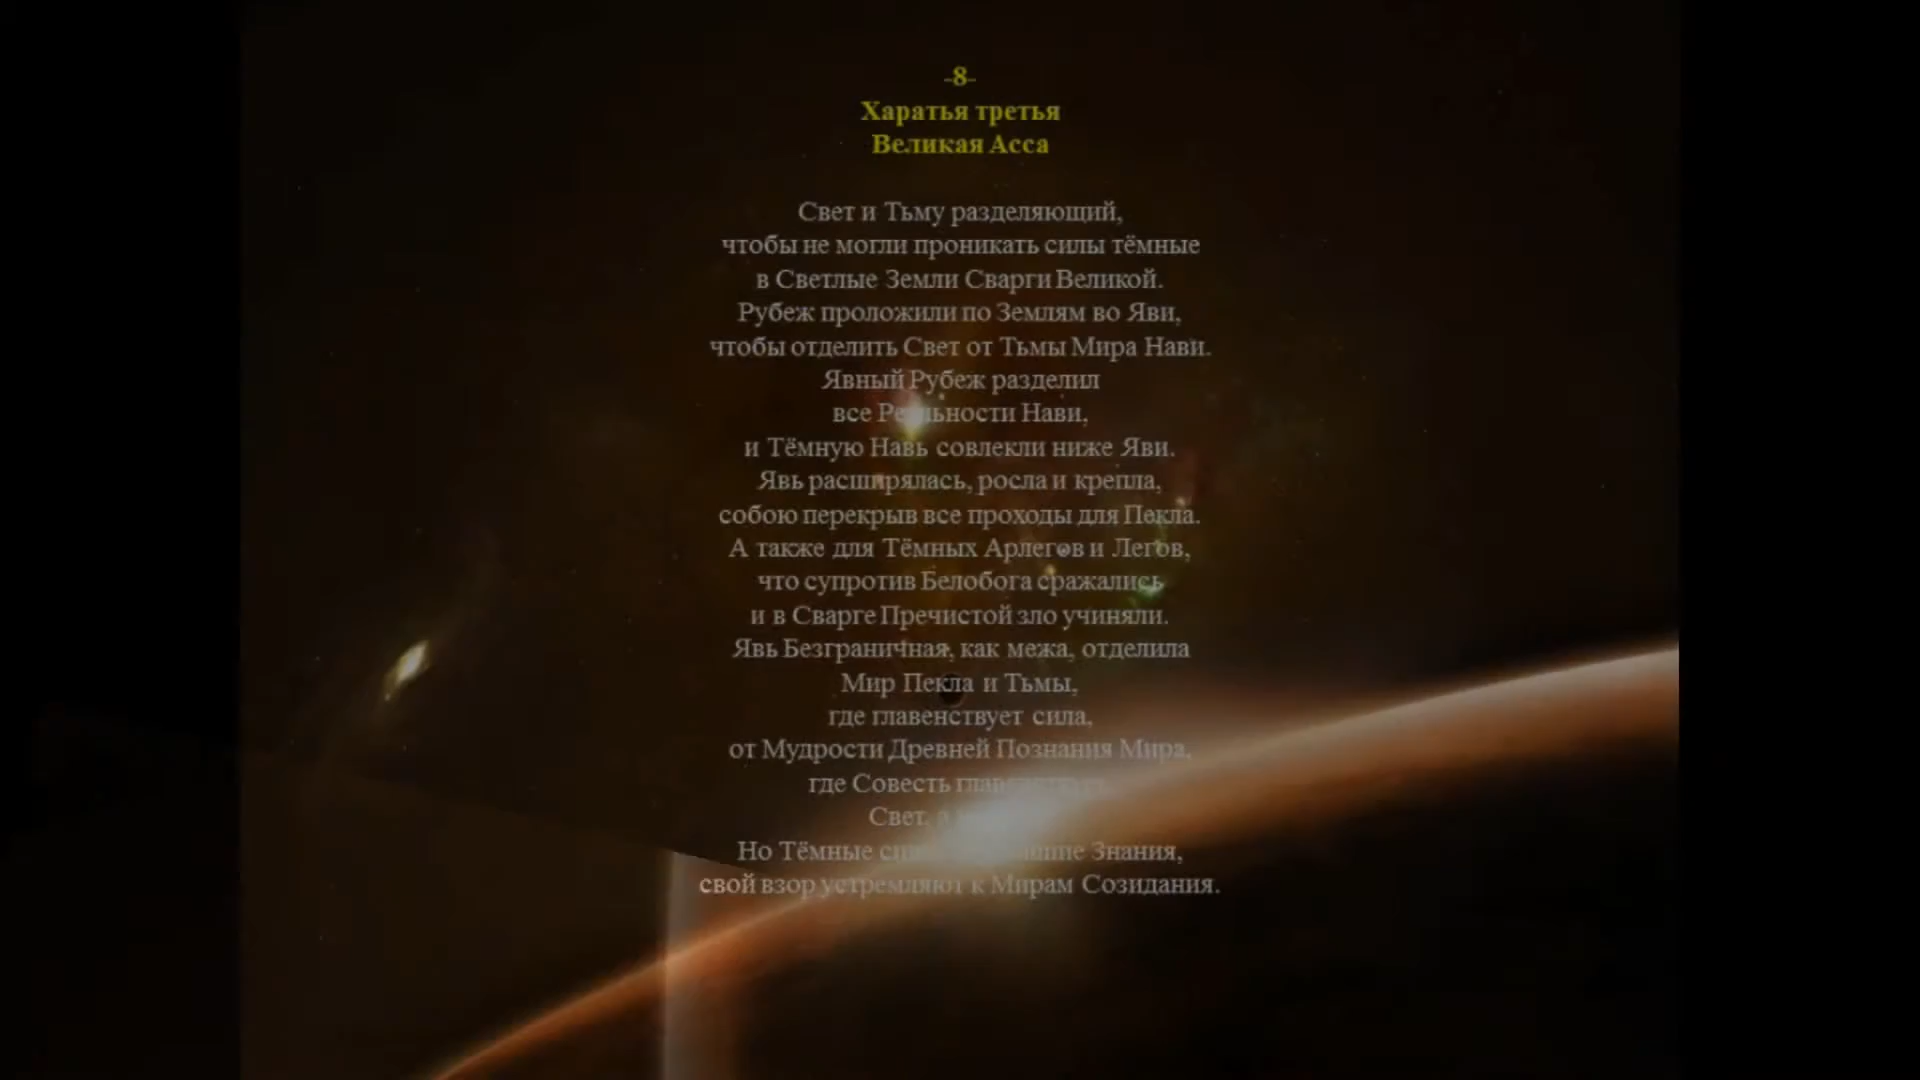 -8-
Харатья третья
Великая Асса
Свет и Тьму разделяющий,
чтобы не могли проникать силы тёмные
в Светлые Земли Сварги Великой.
Рубеж проложили по Землям во Яви,
чтобы отделить Свет от Тьмы Мира Нави.
Явный Рубеж разделил
все Реальности Нави,
и Тёмную Навь совлекли ниже Яви.
Явь расширялась, росла и крепла,
собою перекрыв все проходы для Пекла.
А также для Тёмных Арлегов и Легов,
что супротив Белобога сражались
и в Сварге Пречистой зло учиняли.
Явь Безграничная, как межа, отделила
Мир Пекла и Тьмы,
где главенствует сила,
от Мудрости Древней Познания Мира,
где Совесть
Свет,
Но Тёмные Знания,
свой взор устремляют к Мирам Созидания.